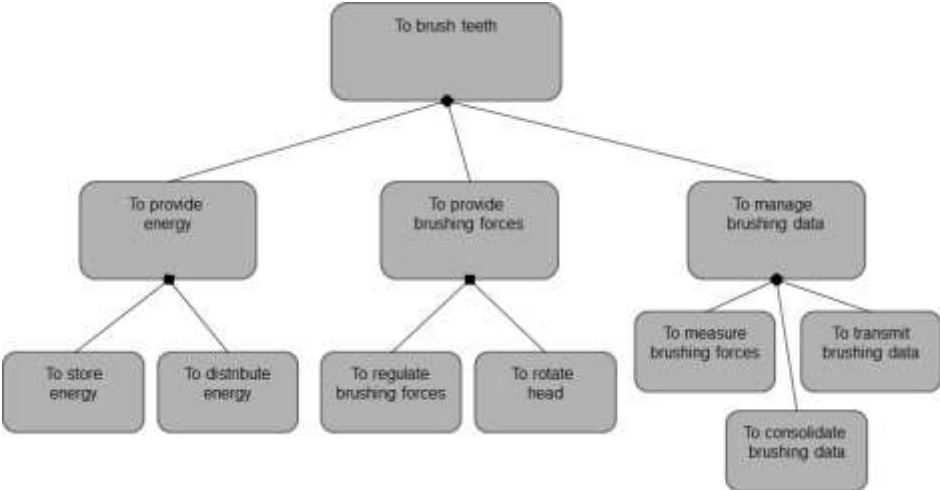 To brush teeth
To provide
energy
To provide
brushing forces
To manage
brushing data
To measure
brushing forces
To transmit
brushing data
To store
energy
To distribute
energy
To regulate
brushing forces
To rotate
head
To consolidate
brushing data